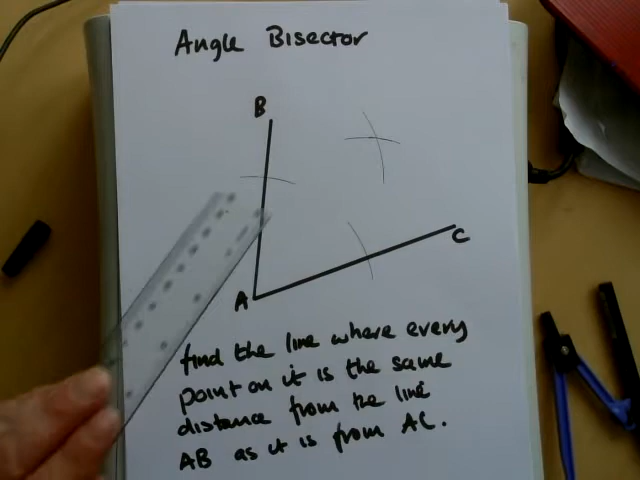 Angle Bisector
B
C
A
find the line where every
point on it is the same
distance from the line
AB as it is from AC.